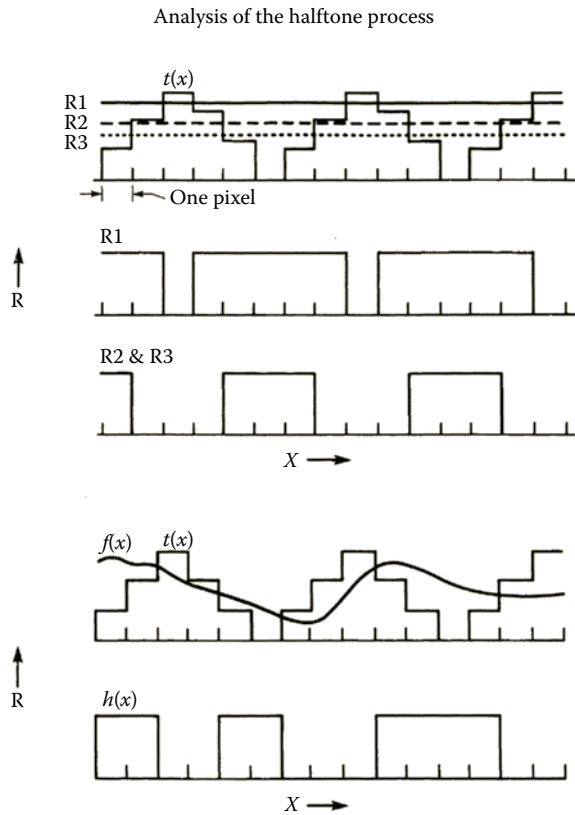 Analysis of the halftone process
t(x)
R1
R2
R3
One pixel
R1
R
R2 & R3
X
f(x) t(x)
R
h(x)
X